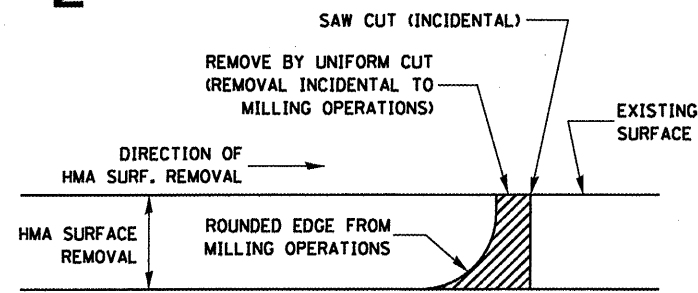 SAW CUT (INCIDENTAL)
REMOVE BY UNIFORM CUT
(REMOVAL INCIDENTAL TO
MILLING OPERATIONS)
EXISTING
SURFACE
DIRECTION OF
HMA SURF. REMOVAL
HMA SURFACE
REMOVAL
ROUNDED EDGE FROM
MILLING OPERATIONS